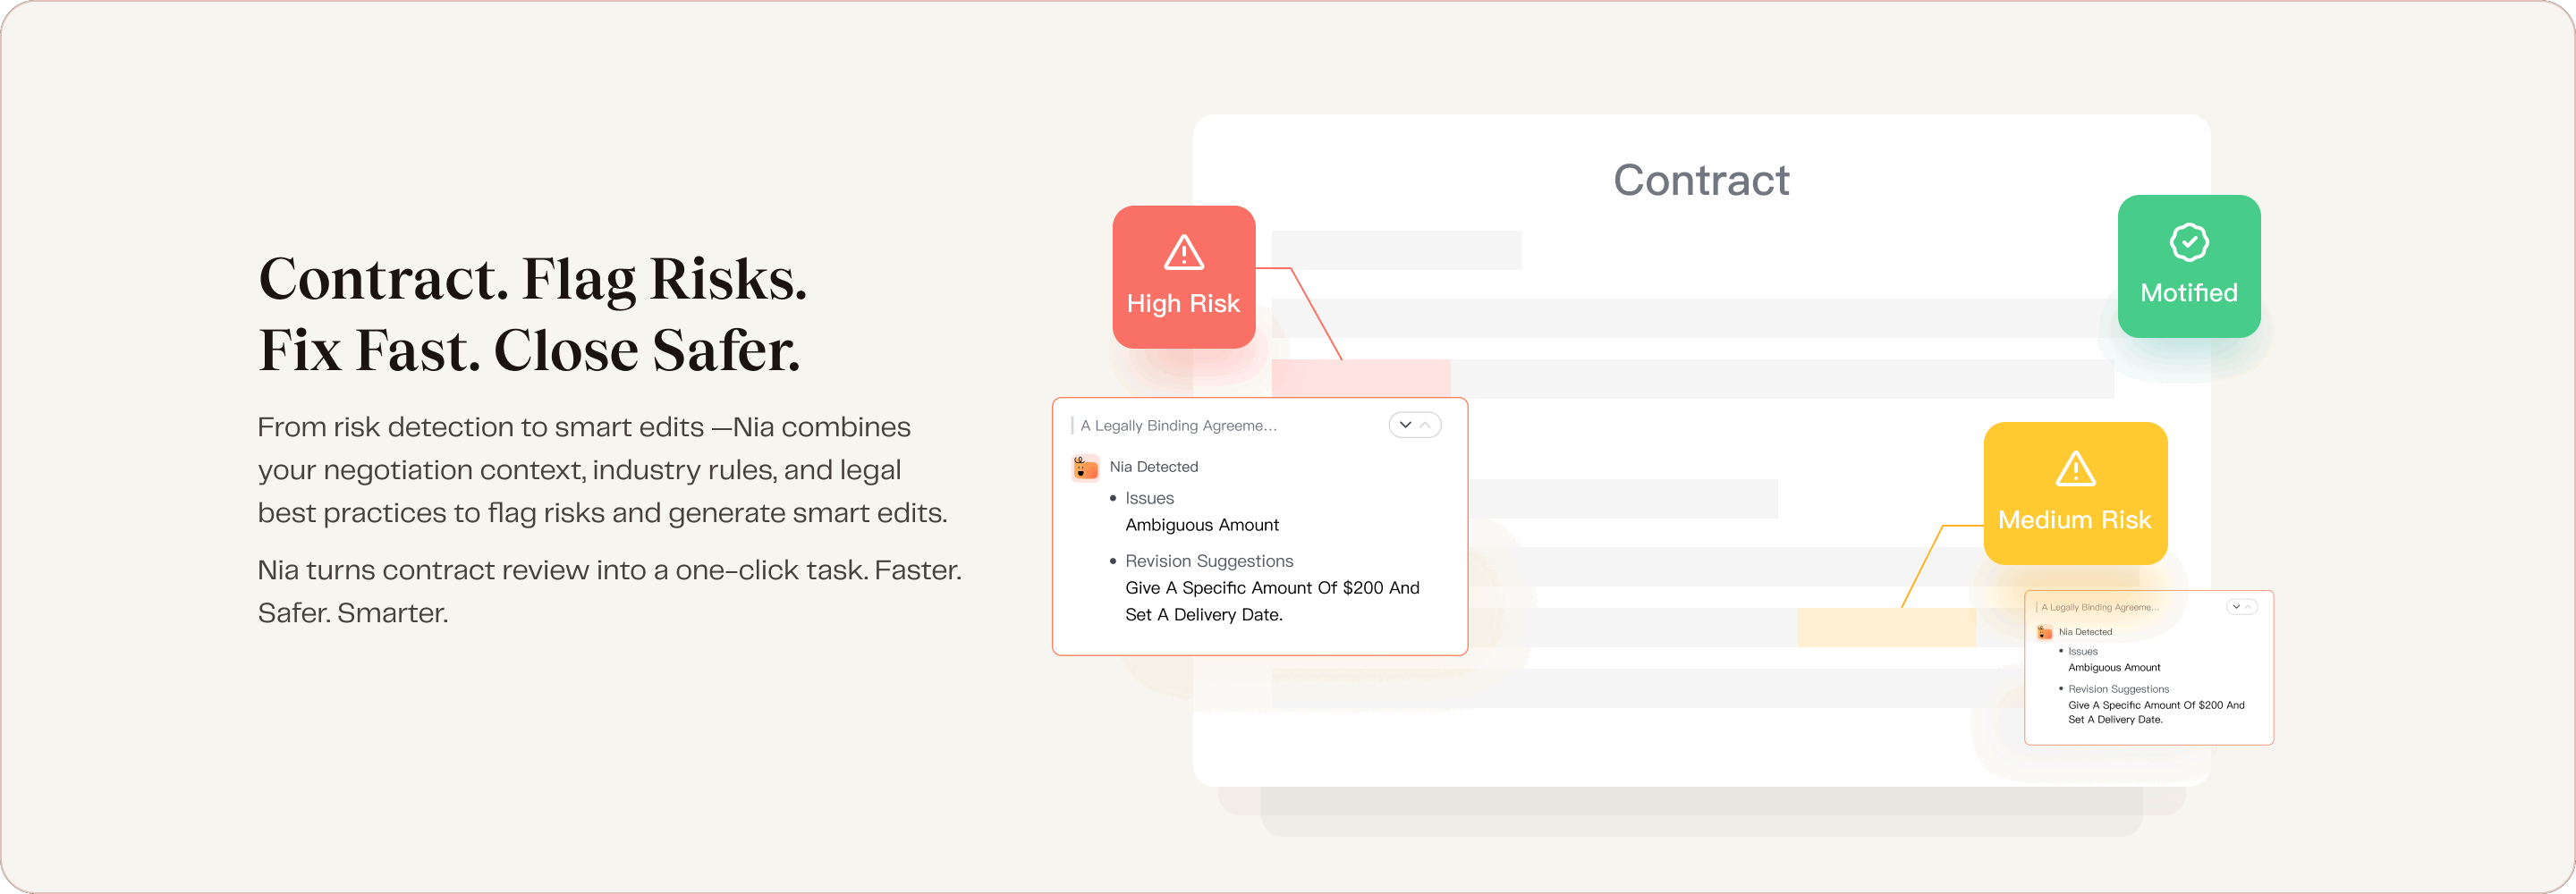 Contract. Flag Risks.
Fix Fast. Close Safer.
From risk detection to smart edits —Nia combines
your negotiation context, industry rules, and legal
best practices to flag risks and generate smart edits.
Nia turns contract review into a one-click task. Faster.
Safer. Smarter.
Contract
High Risk
Motified
A Legally Binding Agreeme...
Nia Detected
• Issues
Ambiguous Amount
• Revision Suggestions
Give A Specific Amount Of $200 And
Set A Delivery Date.
Medium Risk
A Legally Binding Agreeme...
Nia Detected
• Issues
Ambiguous Amount
• Revision Suggestions
Give A Specific Amount Of $200 And
Set A Delivery Date.